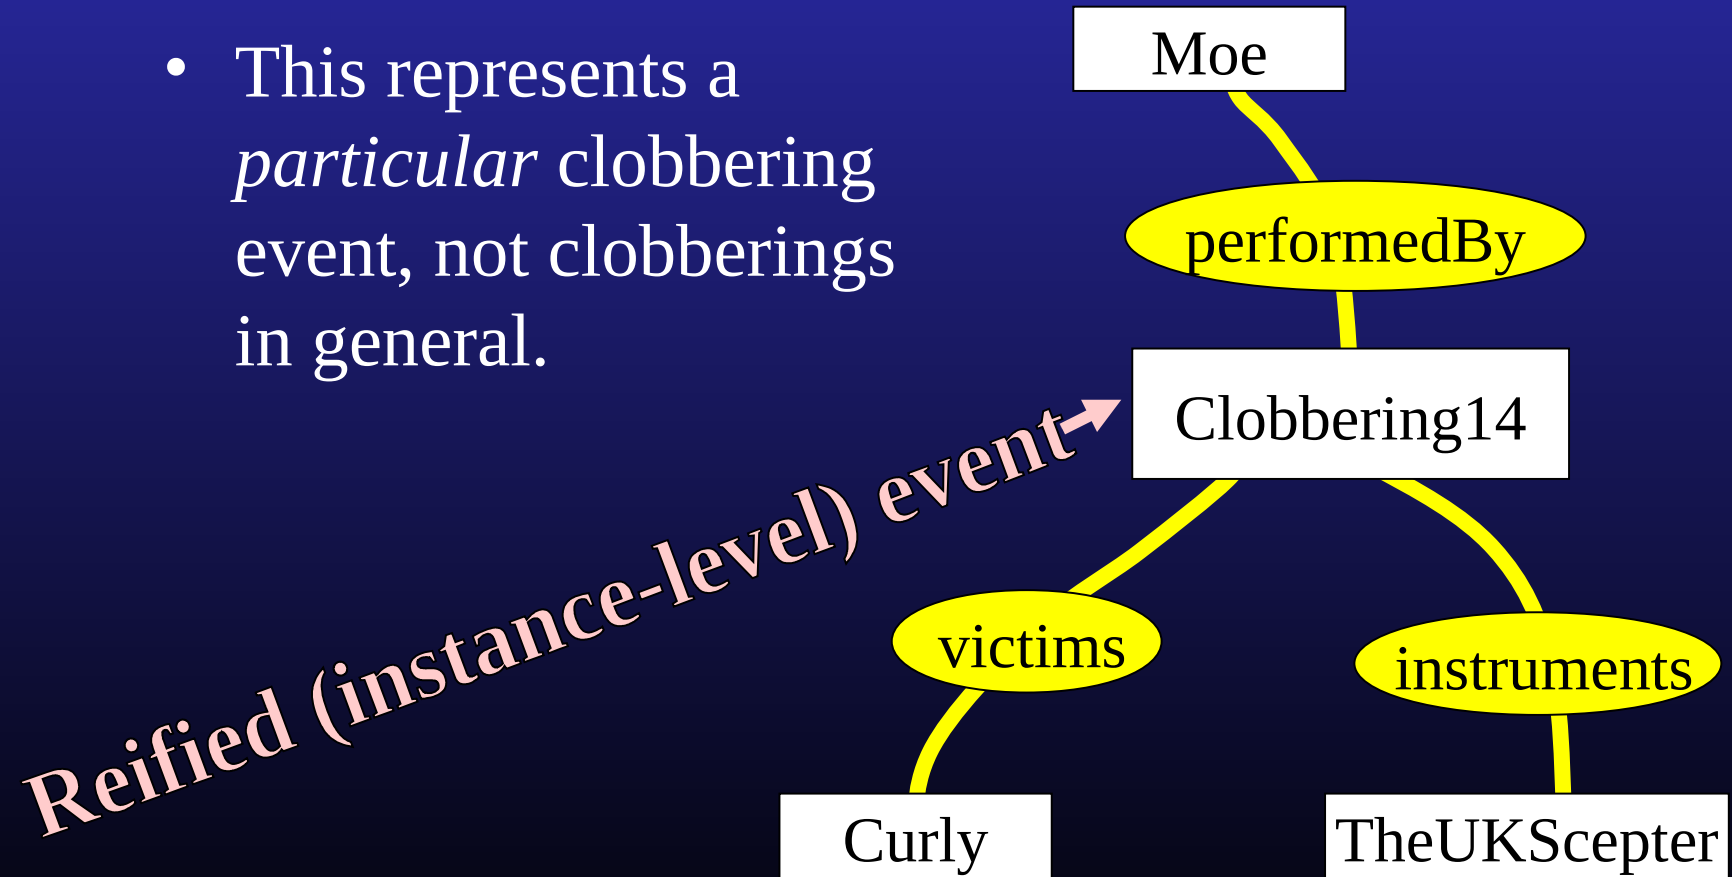 • This represents a
particular clobbering
event, not clobberings
in general.
Moe
performedBy
Clobbering14
Reified (instance-level) event
victims
instruments
Curly
TheUKScepter